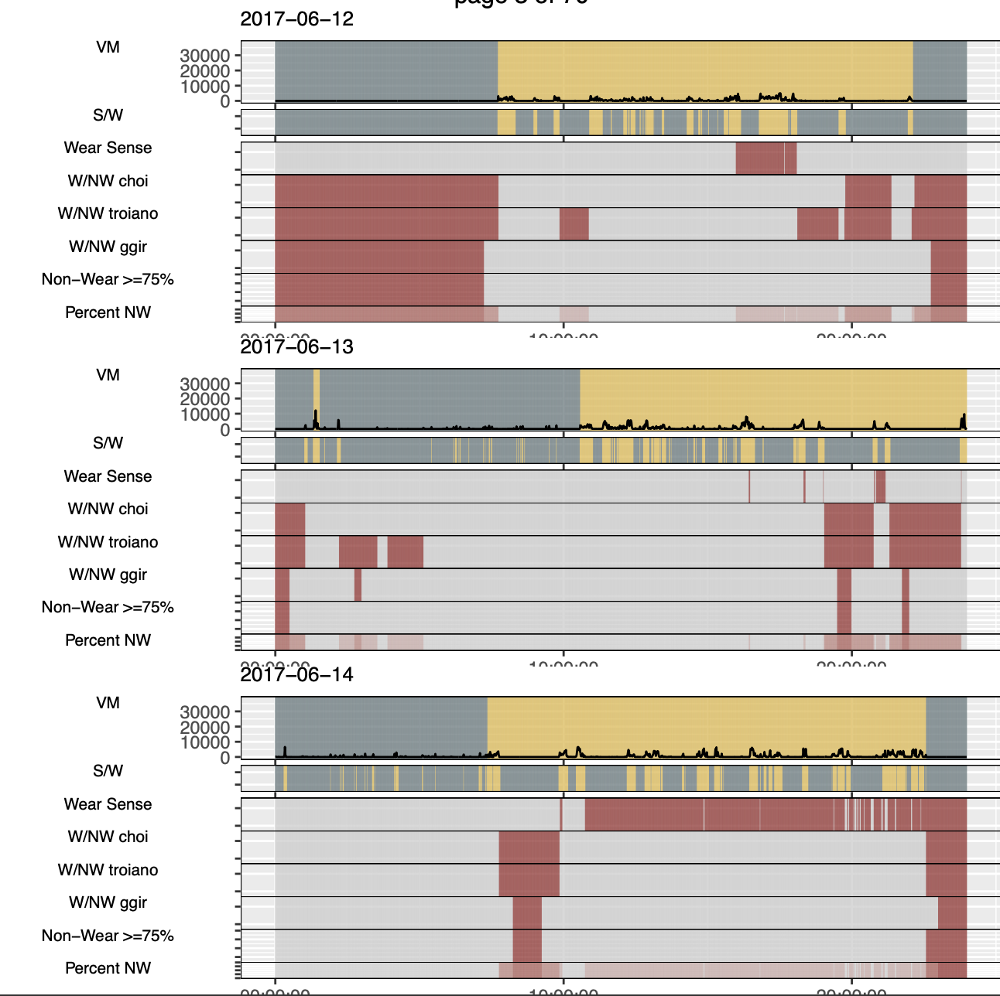 2017−06−12
VM
30000
20000
10000
0
S/W
Wear Sense
W/NW choi
W/NW troiano
W/NW ggir
Non−Wear >=75%
Percent NW
2017−06−13
VM
30000
20000
10000
0
S/W
Wear Sense
W/NW choi
W/NW troiano
W/NW ggir
Non−Wear >=75%
Percent NW
2017−06−14
VM
30000
20000
10000
0
S/W
Wear Sense
W/NW choi
W/NW troiano
W/NW ggir
Non−Wear >=75%
Percent NW